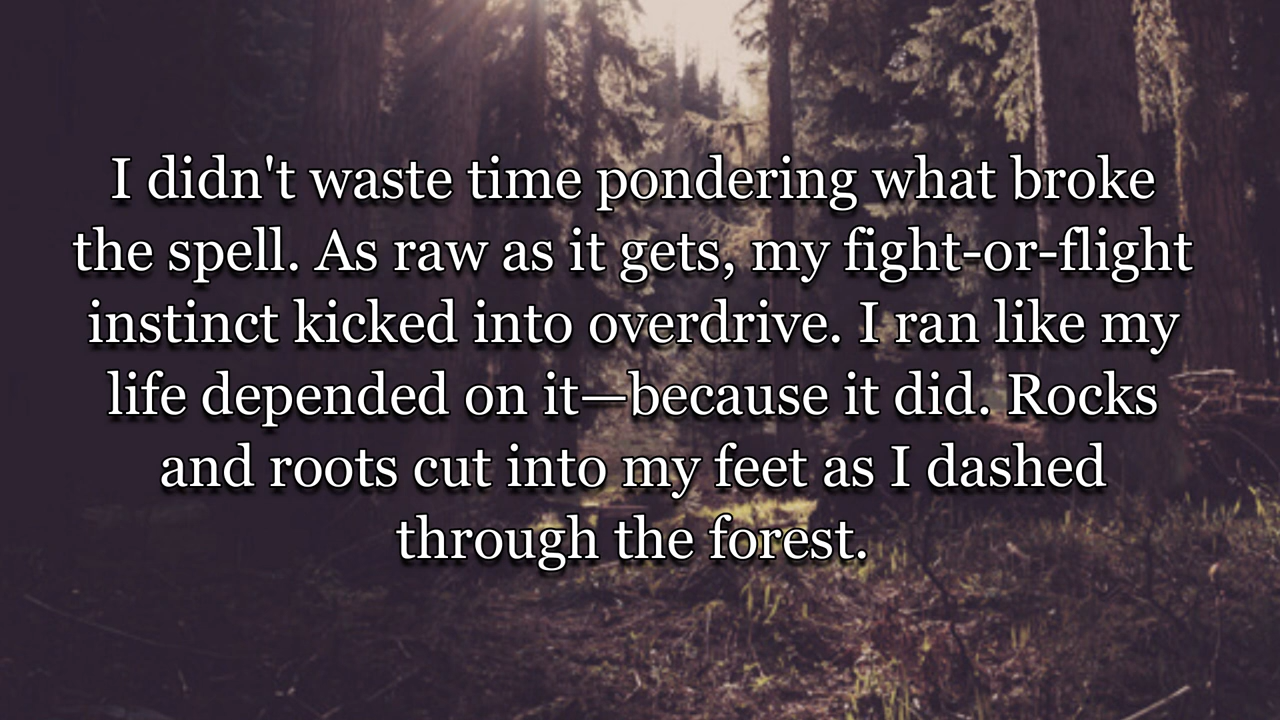 I didn't waste time pondering what broke
the spell. As raw as it gets, my fight-or-flight
instinct kicked into overdrive. I ran like my
life depended on it—because it did. Rocks
and roots cut into my feet as I dashed
through the forest.